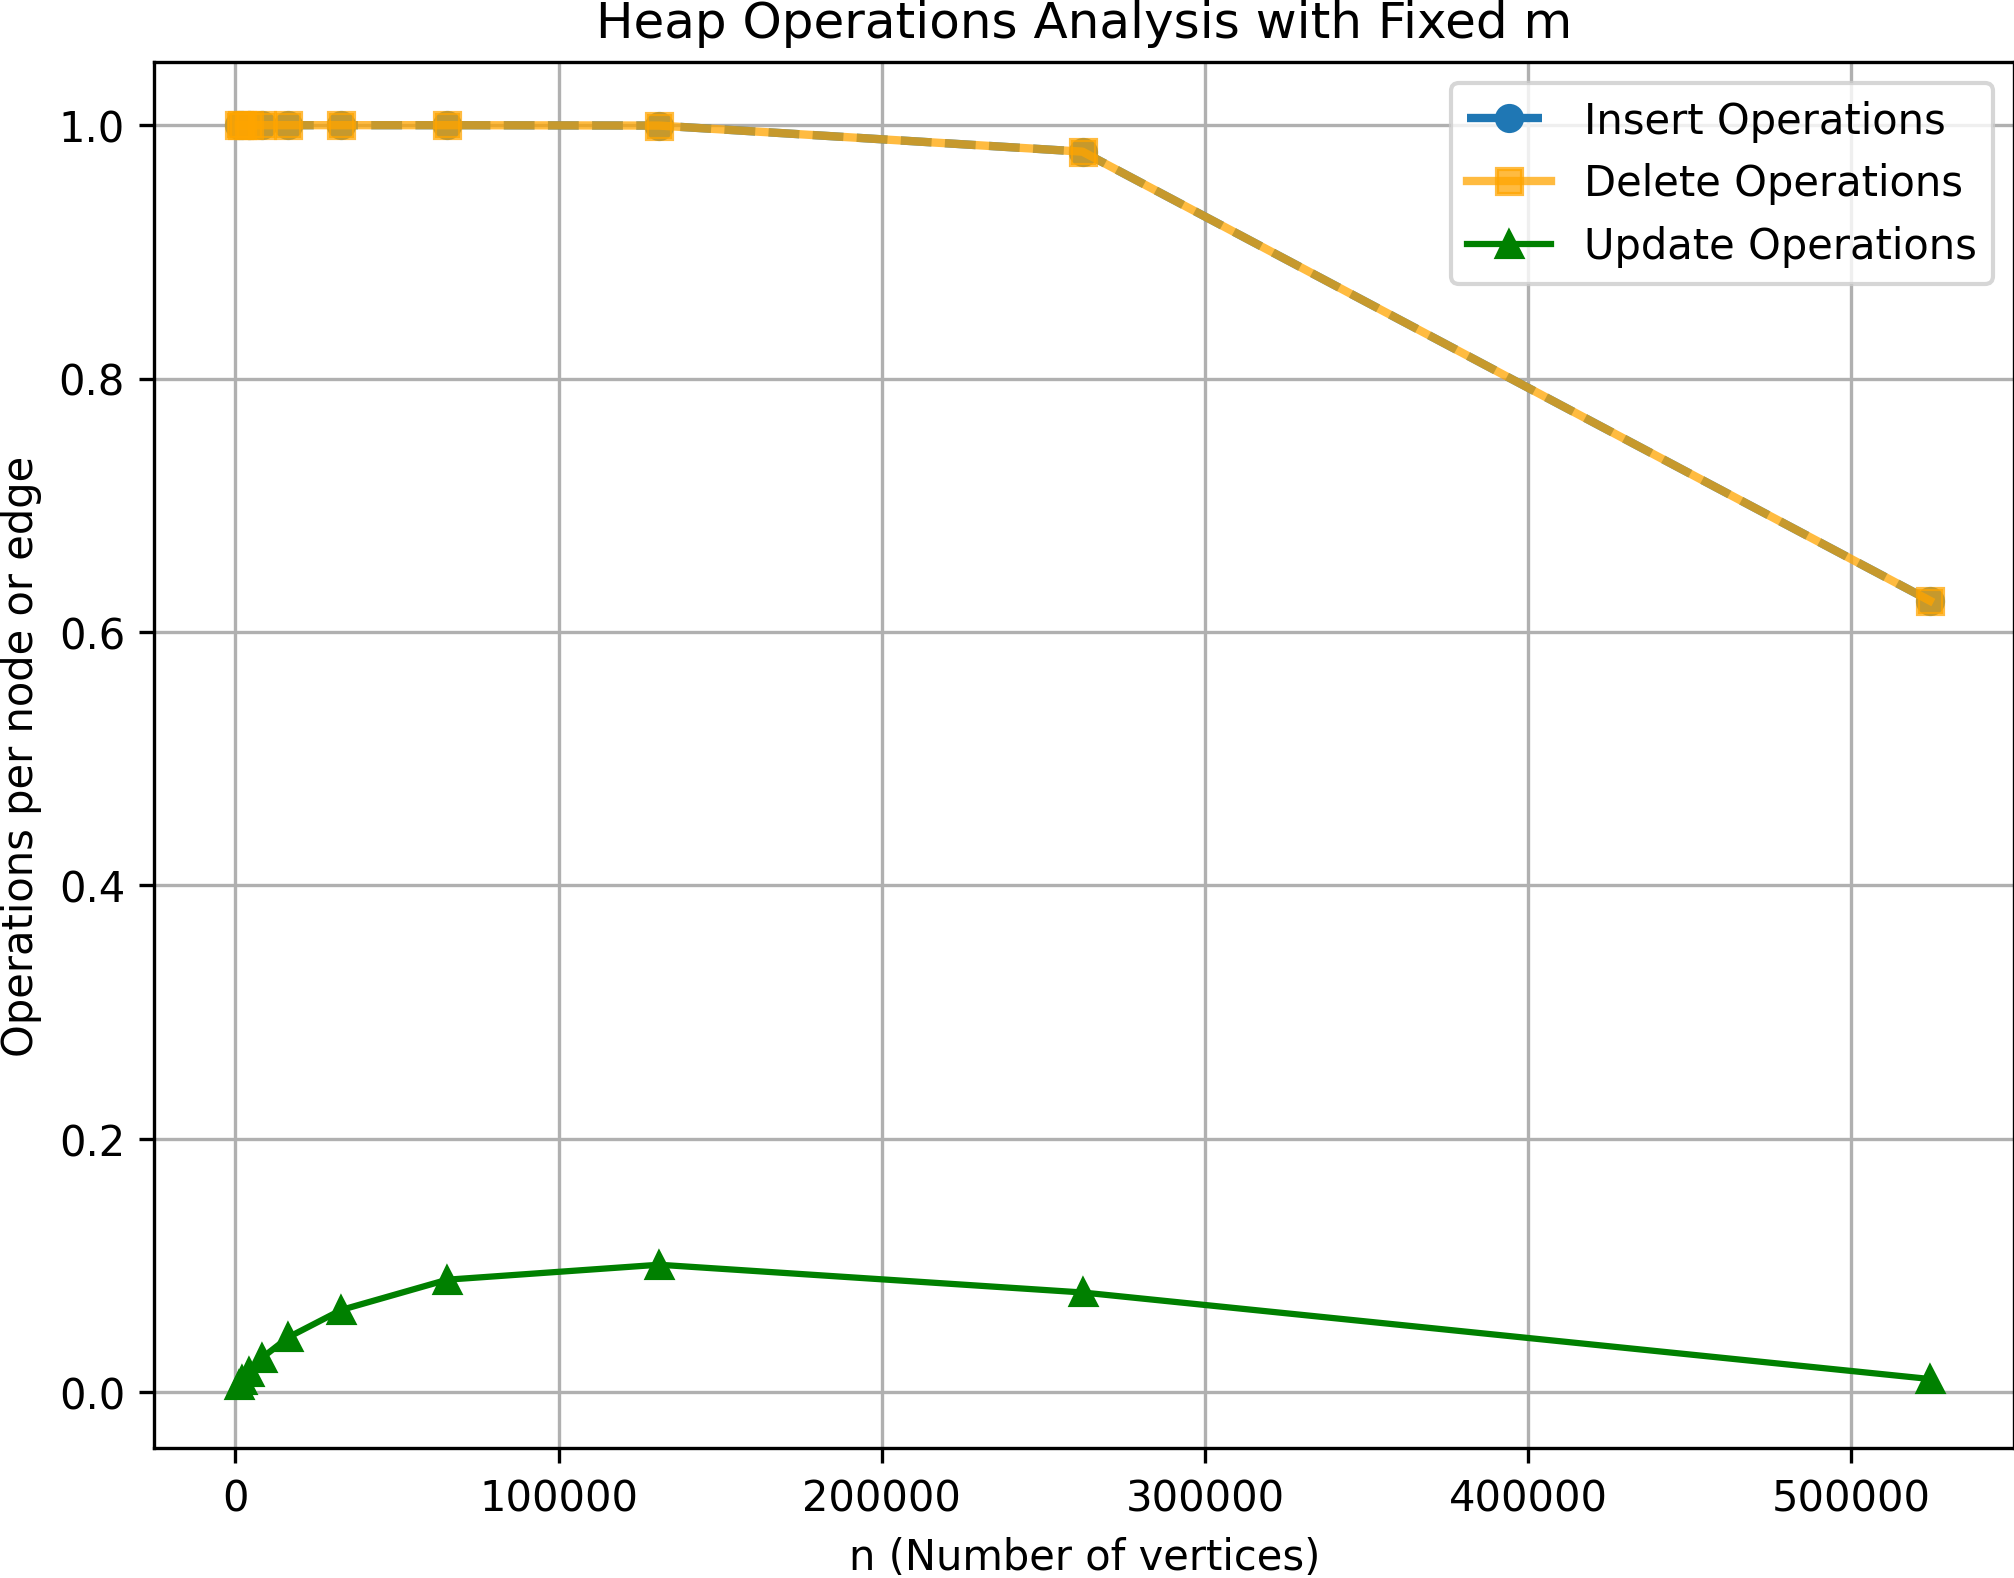 Heap Operations Analysis with Fixed m
Insert Operations
Delete Operations
Update Operations
Operations per node or edge
1.0
0.8
0.6
0.4
0.2
0.0
0 100000 200000 300000 400000 500000
n (Number of vertices)